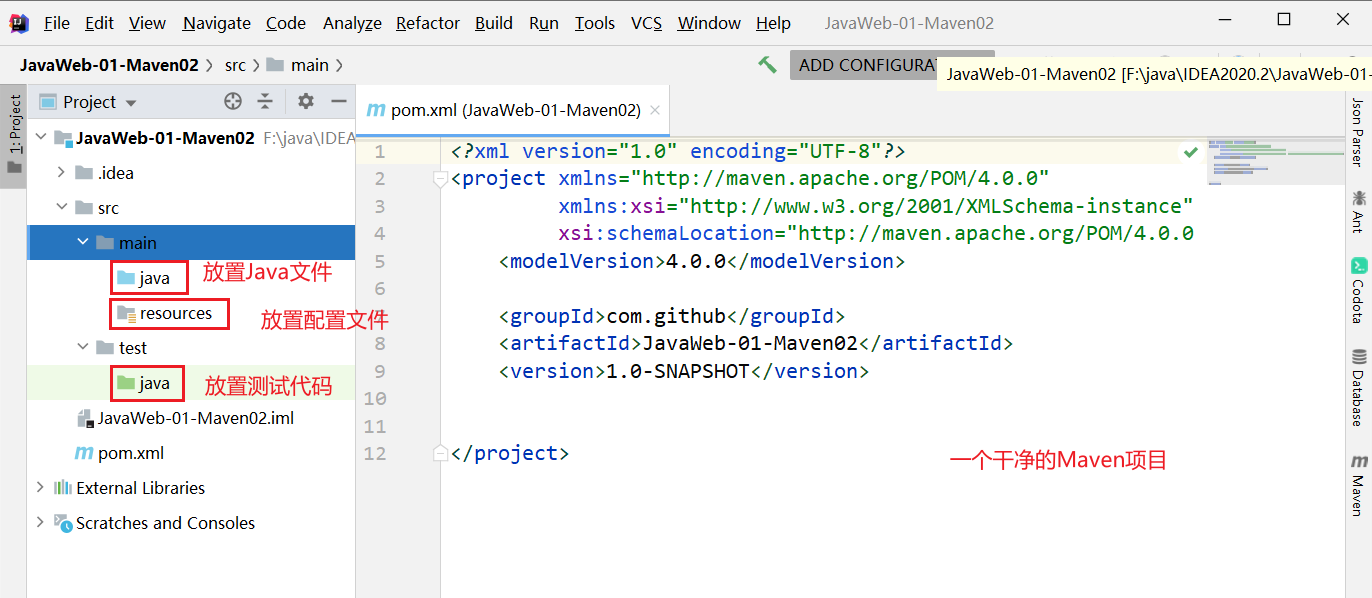 File Edit View Navigate Code Analyze Refactor Build Run Tools VCS Window Help JavaWeb-01-Maven02
JavaWeb-01-Maven02 src main ADD CONFIGURAT JavaWeb-01-Maven02 [F:\java\IDEA2020.2\JavaWeb-01-
1: Project
Project
pom.xml (JavaWeb-01-Maven02)
JavaWeb-01-Maven02 F:\java\IDEA
.idea
src
main
java 放置Java文件
resources 放置配置文件
test
java 放置测试代码
JavaWeb-01-Maven02.iml
pom.xml
External Libraries
Scratches and Consoles
1 <?xml version="1.0" encoding="UTF-8"?>
2 <project xmlns="http://maven.apache.org/POM/4.0.0"
3 xmlns:xsi="http://www.w3.org/2001/XMLSchema-instance"
4 xsi:schemaLocation="http://maven.apache.org/POM/4.0.0
5 <modelVersion>4.0.0</modelVersion>
6
<groupId>com.github</groupId>
8 <artifactId>JavaWeb-01-Maven02</artifactId>
9 <version>1.0-SNAPSHOT</version>
10
11
12 </project>
一个干净的Maven项目
Json Parser
Ant
Codota
Database
Maven